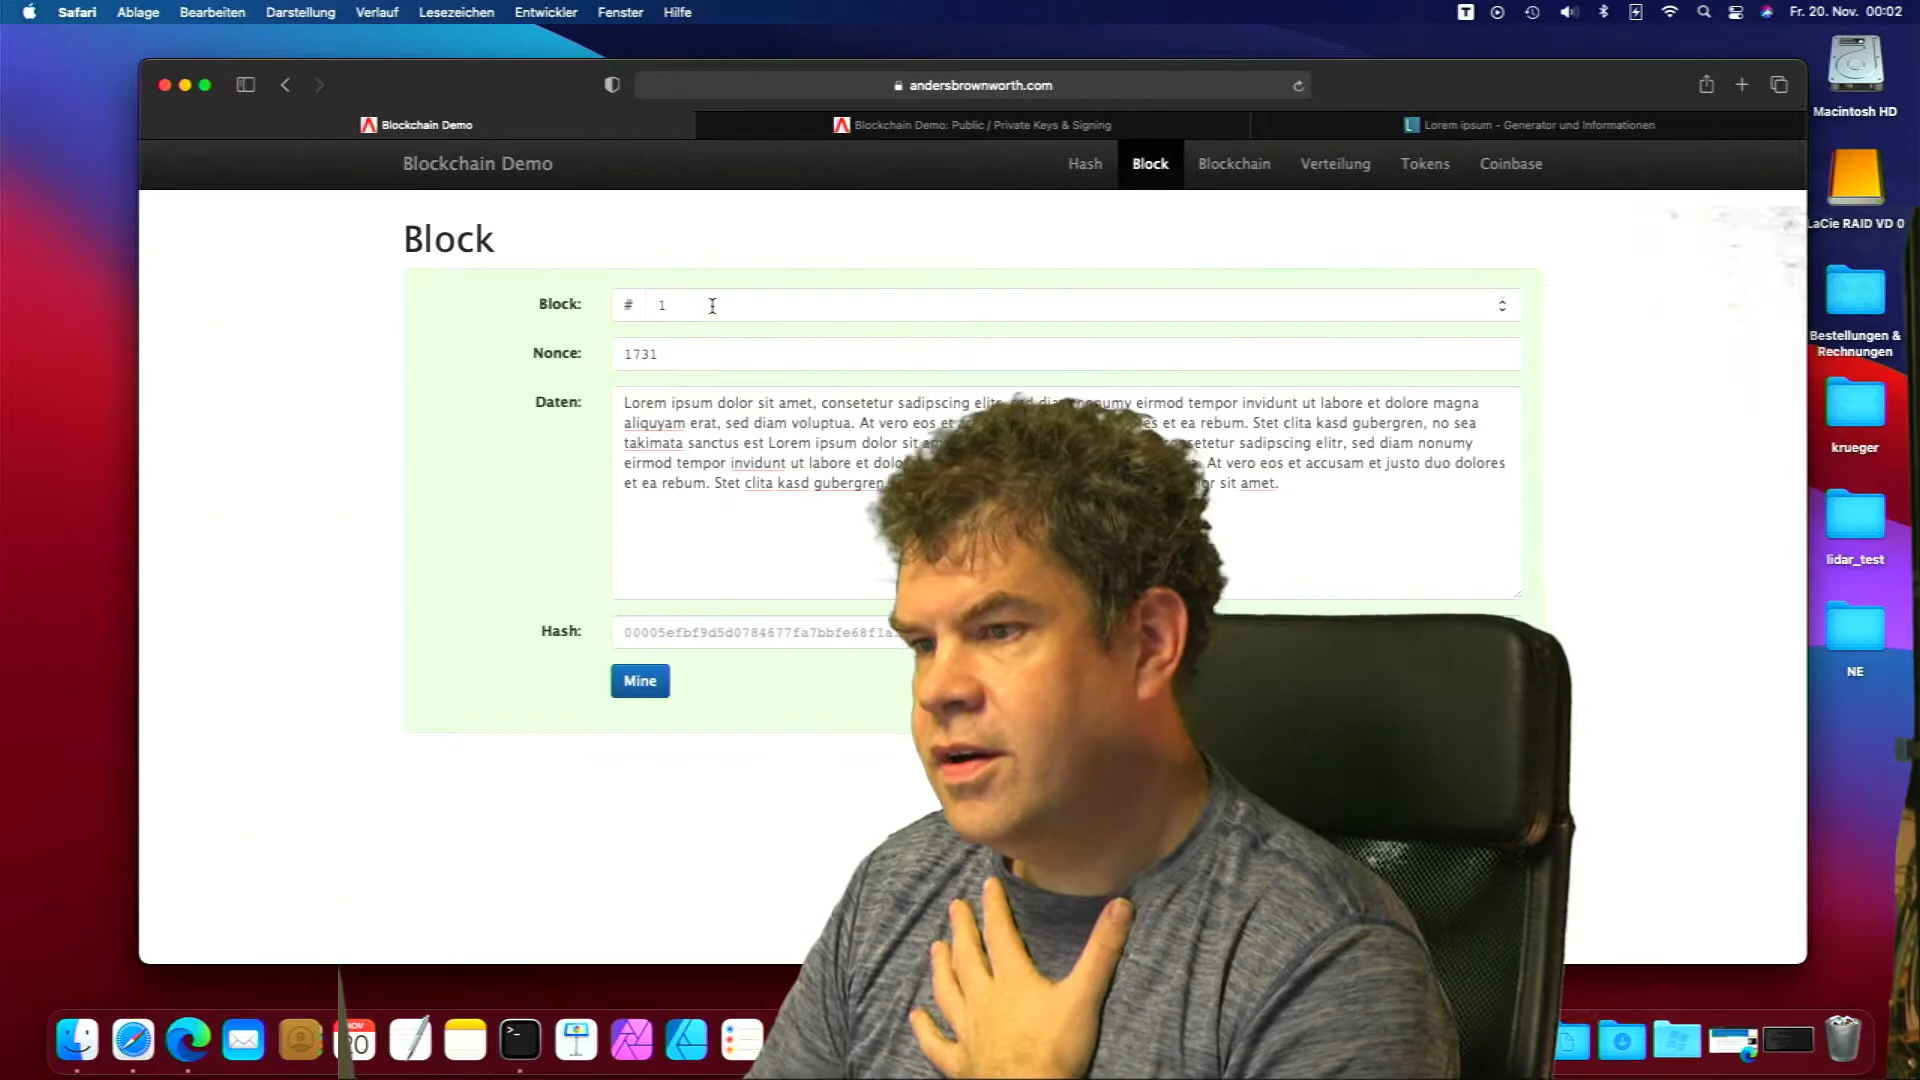 Safari Ablage Bearbeiten Darstellung Verlauf Lesezeichen Entwickler Fenster Hilfe Fr. 20. Nov. 00:02
andersbrownworth.com
Blockchain Demo
Blockchain Demo: Public / Private Keys & Signing
Lorem ipsum - Generator und Informationen
Blockchain Demo Hash Block Blockchain Verteilung Tokens Coinbase
Block
Block: # 1
Nonce: 1731
Daten:
Lorem ipsum dolor sit amet, consetetur sadipscing elitr, sed diam nonumy eirmod tempor invidunt ut labore et dolore magna
aliquyam erat, sed diam voluptua. At vero eos et et ea rebum. Stet clita kasd gubergren, no sea
takimata sanctus est Lorem ipsum dolor sit sadipscing elitr, sed diam nonumy
eirmod tempor invidunt ut labore et At vero eos et accusam et justo duo dolores
et ea rebum. Stet clita kasd gubergren sit amet.
Hash: 00005efbf9d5d0784677fa7bbfe68f1a
Mine
Macintosh HD
LaCie RAID VD 0
Bestellungen &
Rechnungen
krueger
lidar_test
NE
NOV
20